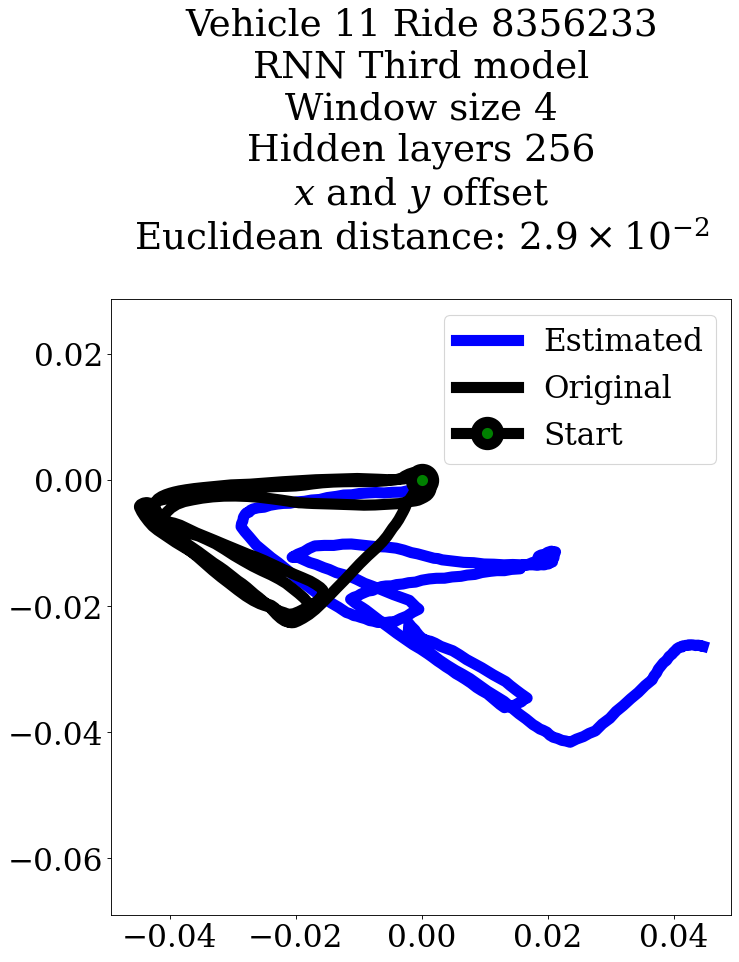 Vehicle 11 Ride 8356233
RNN Third model
Window size 4
Hidden layers 256
x and y offset
Euclidean distance: 2.9 × 10⁻²
Estimated
Original
Start
0.02
0.00
−0.02
−0.04
−0.06
−0.04 −0.02 0.00 0.02 0.04